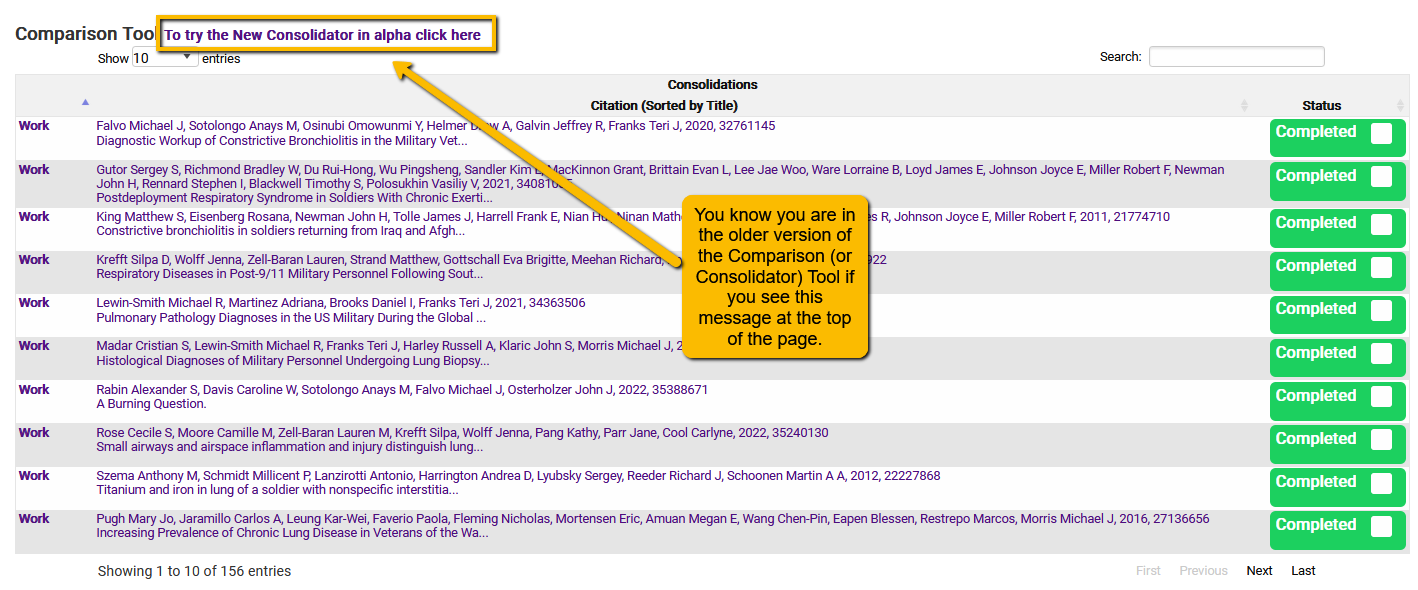 Comparison Tool
To try the New Consolidator in alpha click here
Show 10 entries
Search:
Consolidations
Citation (Sorted by Title)
Status
Work
Falvo Michael J, Sotolongo Anays M, Osinubi Omowunmi Y, Helmer A, Galvin Jeffrey R, Franks Teri J, 2020, 32761145
Diagnostic Workup of Constrictive Bronchiolitis in the Military Vet...
Completed
Work
Gutor Sergey S, Richmond Bradley W, Du Rui-Hong, Wu Pingsheng, Sandler Kim L, MacKinnon Grant, Brittain Evan L, Lee Jae Woo, Ware Lorraine B, Loyd James E, Johnson Joyce E, Miller Robert F, Newman
John H, Rennard Stephen I, Blackwell Timothy S, Polosukhin Vasiliy V, 2021,
Postdeployment Respiratory Syndrome in Soldiers With Chronic Exerti...
Completed
Work
King Matthew S, Eisenberg Rosana, Newman John H, Tolle James J, Harrell Frank E, Nian Ninan R, Johnson Joyce E, Miller Robert F, 2011, 21774710
Constrictive bronchiolitis in soldiers returning from Iraq and Afgh...
Completed
Work
Krefft Silpa D, Wolff Jenna, Zell-Baran Lauren, Strand Matthew, Gottschall Eva Brigitte, Meehan Richard, 922
Respiratory Diseases in Post-9/11 Military Personnel Following Sout...
Completed
Work
Lewin-Smith Michael R, Martinez Adriana, Brooks Daniel I, Franks Teri J, 2021, 34363506
Pulmonary Pathology Diagnoses in the US Military During the Global ...
Completed
Work
Madar Cristian S, Lewin-Smith Michael R, Franks Teri J, Harley Russell A, Klaric John S, Morris Michael J, 2
Histological Diagnoses of Military Personnel Undergoing Lung Biopsy...
Completed
Work
Rabin Alexander S, Davis Caroline W, Sotolongo Anays M, Falvo Michael J, Osterholzer John J, 2022, 35388671
A Burning Question.
Completed
Work
Rose Cecile S, Moore Camille M, Zell-Baran Lauren M, Krefft Silpa, Wolff Jenna, Pang Kathy, Parr Jane, Cool Carlyne, 2022, 35240130
Small airways and airspace inflammation and injury distinguish lung...
Completed
Work
Szema Anthony M, Schmidt Millicent P, Lanzirotti Antonio, Harrington Andrea D, Lyubsky Sergey, Reeder Richard J, Schoonen Martin A A, 2012, 22227868
Titanium and iron in lung of a soldier with nonspecific interstitia...
Completed
Work
Pugh Mary Jo, Jaramillo Carlos A, Leung Kar-Wei, Faverio Paola, Fleming Nicholas, Mortensen Eric, Amuan Megan E, Wang Chen-Pin, Eapen Blessen, Restrepo Marcos, Morris Michael J, 2016, 27136656
Increasing Prevalence of Chronic Lung Disease in Veterans of the Wa...
Completed
You know you are in
the older version of
the Comparison (or
Consolidator) Tool if
you see this
message at the top
of the page.
Showing 1 to 10 of 156 entries
First Previous Next Last